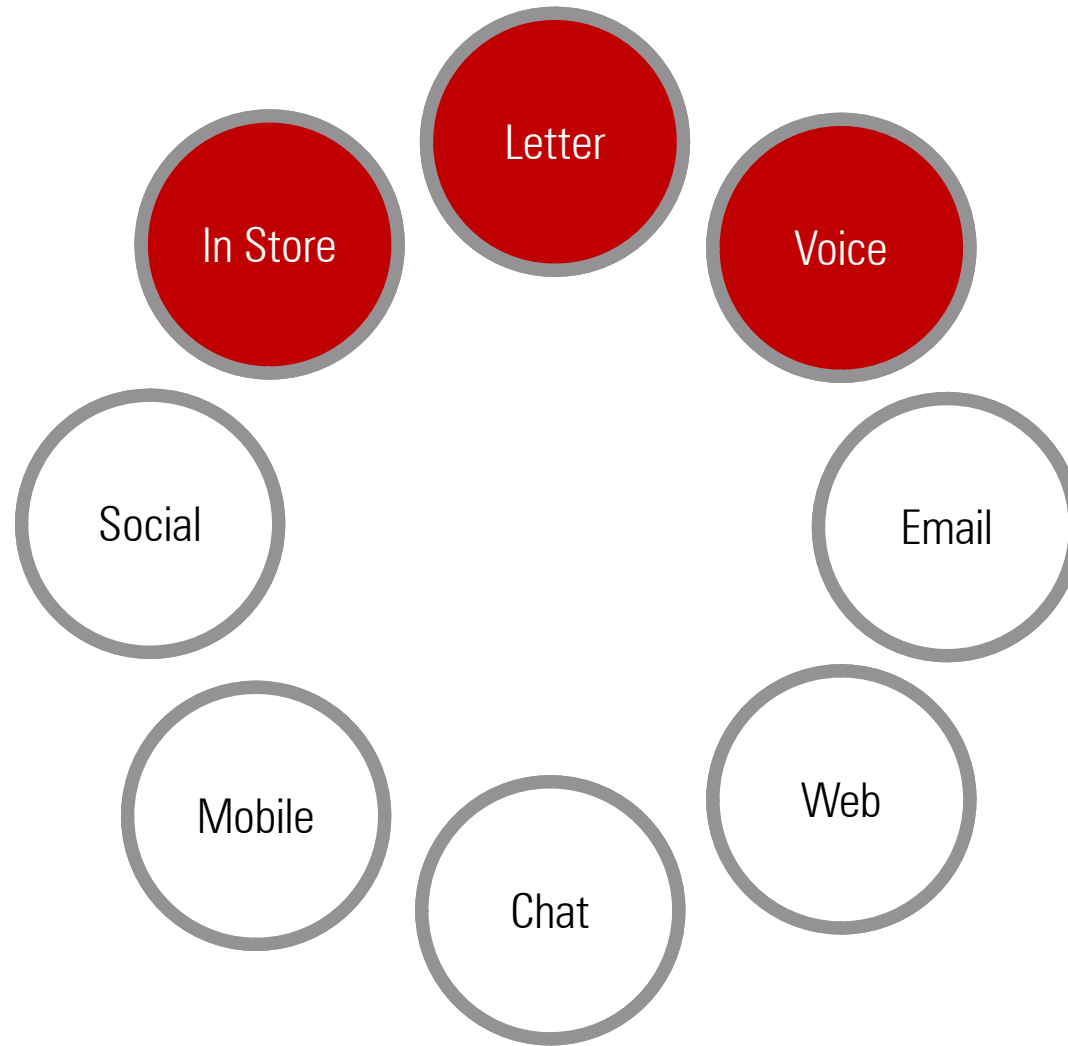 Letter
In Store
Voice
Social
Email
Mobile
Web
Chat